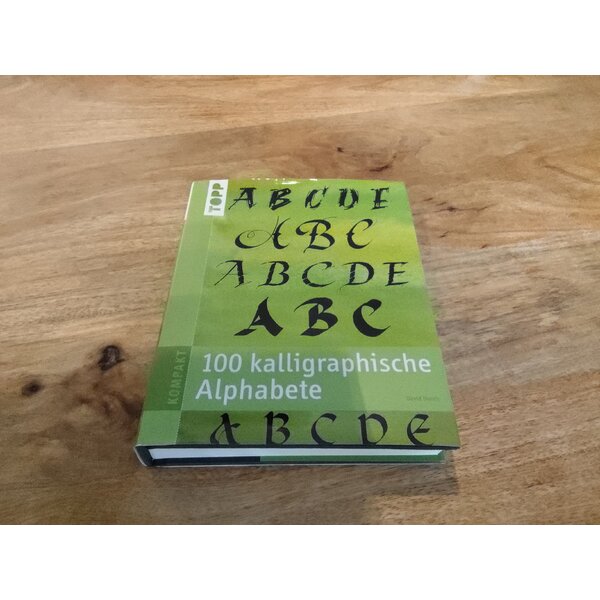 TOPP
ABCDE
ABC
ABCDE
ABC
KOMPAKT
100 kalligraphische
Alphabete
ABCDE